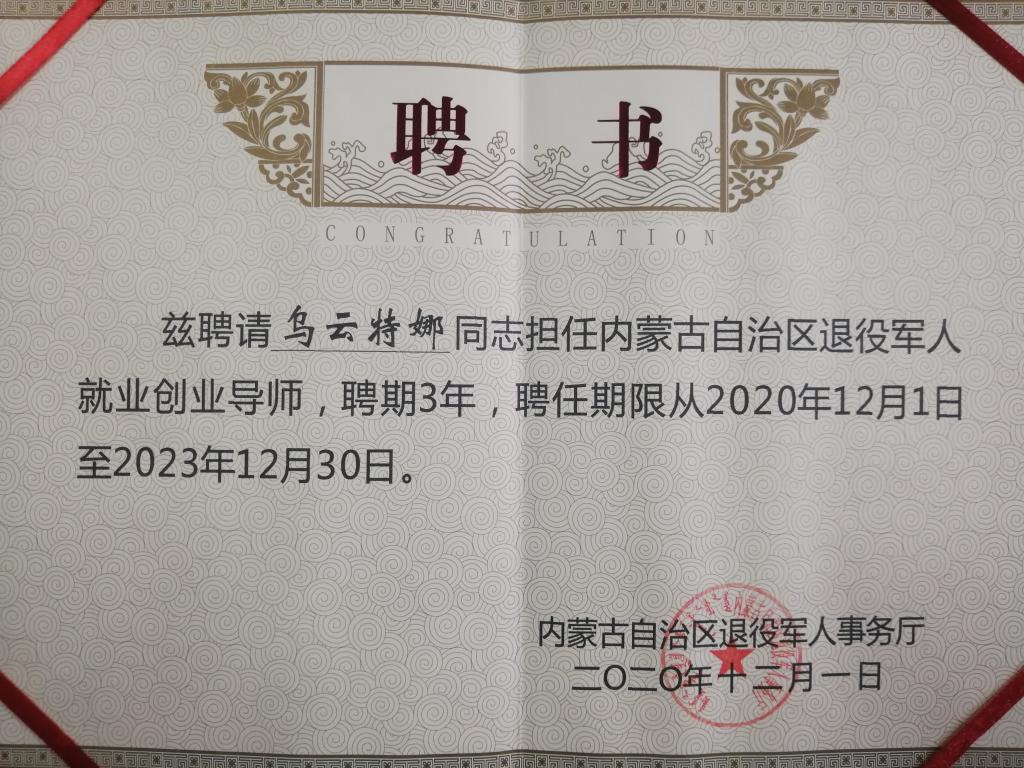 聘书
CONGRATULATION
兹聘请乌云特娜同志担任内蒙古自治区退役军人
就业创业导师，聘期3年，聘任期限从2020年12月1日
至2023年12月30日。
内蒙古自治区退役军人事务厅
二〇二〇年十二月一日